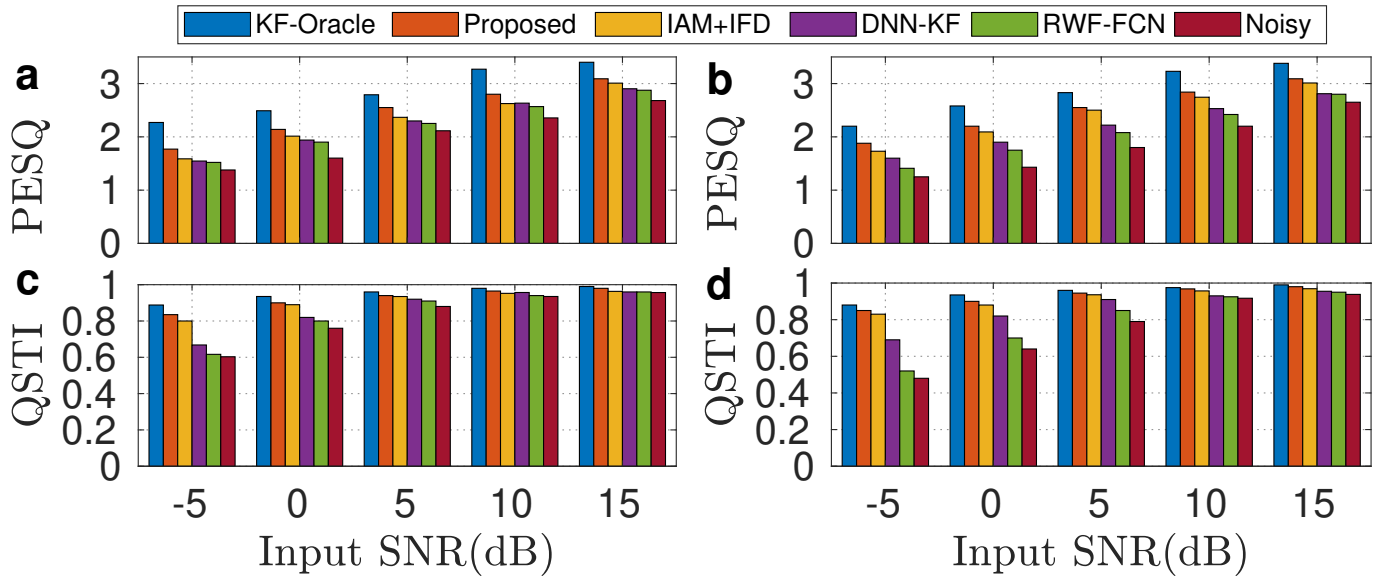 KF-Oracle Proposed IAM+IFD DNN-KF RWF-FCN Noisy
a
PESQ
3
2
1
0
b
PESQ
3
2
1
0
c
QSTI
1
0.8
0.6
0.4
0.2
0
-5 0 5 10 15
Input SNR(dB)
d
QSTI
1
0.8
0.6
0.4
0.2
0
-5 0 5 10 15
Input SNR(dB)